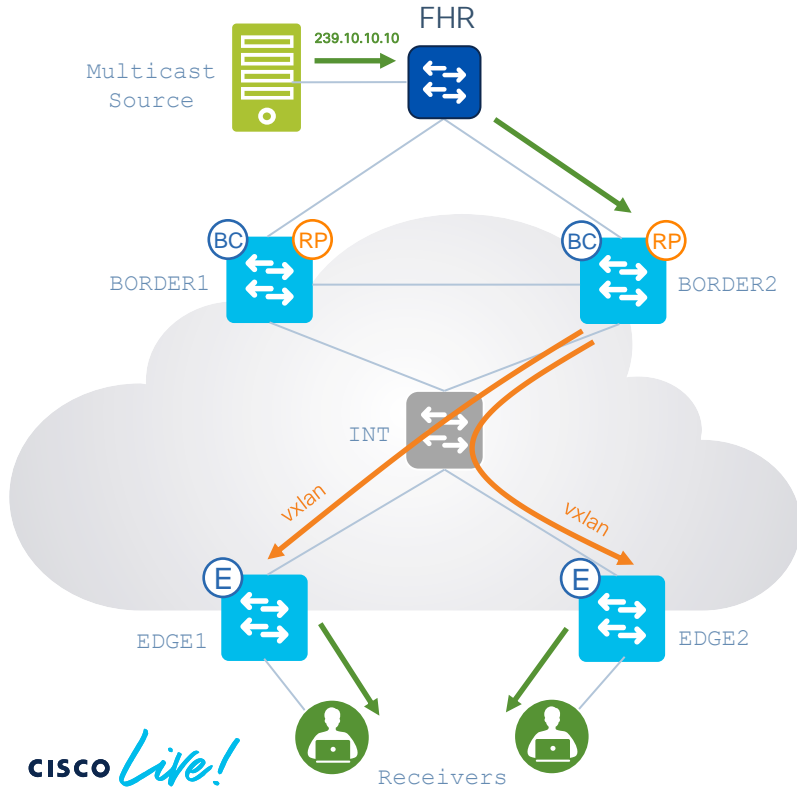 FHR
239.10.10.10
Multicast
Source
BC
RP
BC
RP
BORDER1
BORDER2
INT
vxlan
vxlan
E
E
EDGE1
EDGE2
Receivers
CISCO Live!